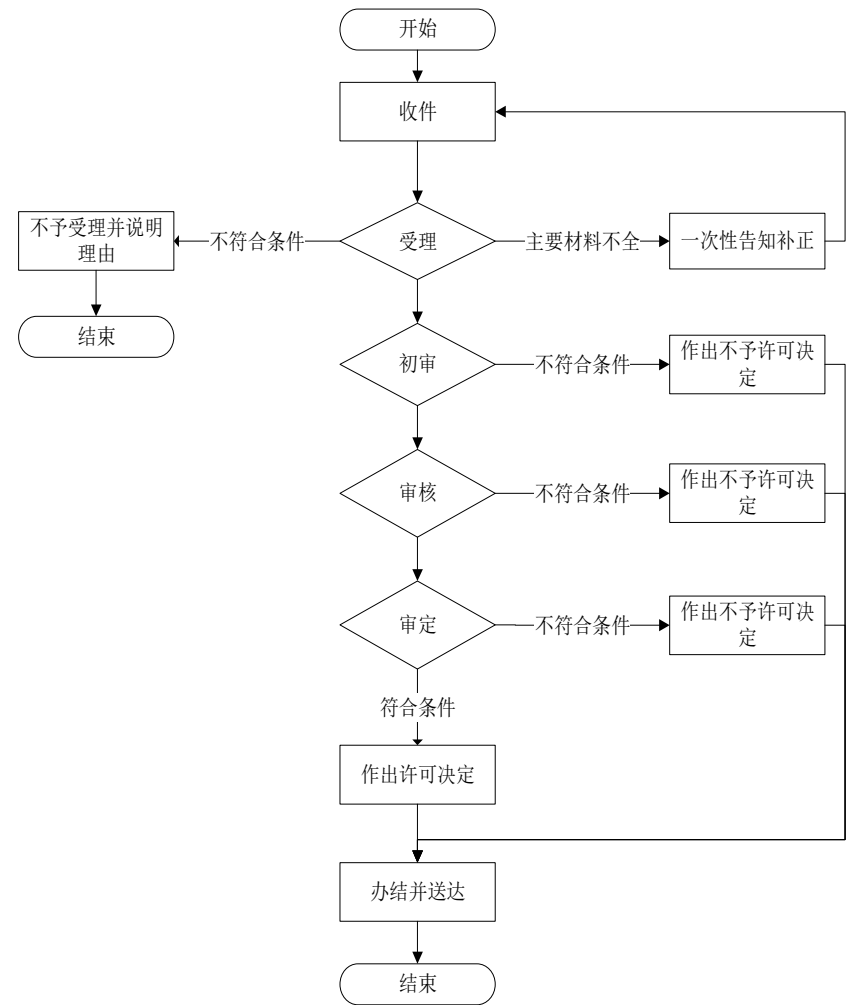 开始
收件
不予受理并说明
理由
不符合条件
受理
主要材料不全
一次性告知补正
结束
初审
不符合条件
作出不予许可决
定
审核
不符合条件
作出不予许可决
定
审定
不符合条件
作出不予许可决
定
符合条件
作出许可决定
办结并送达
结束